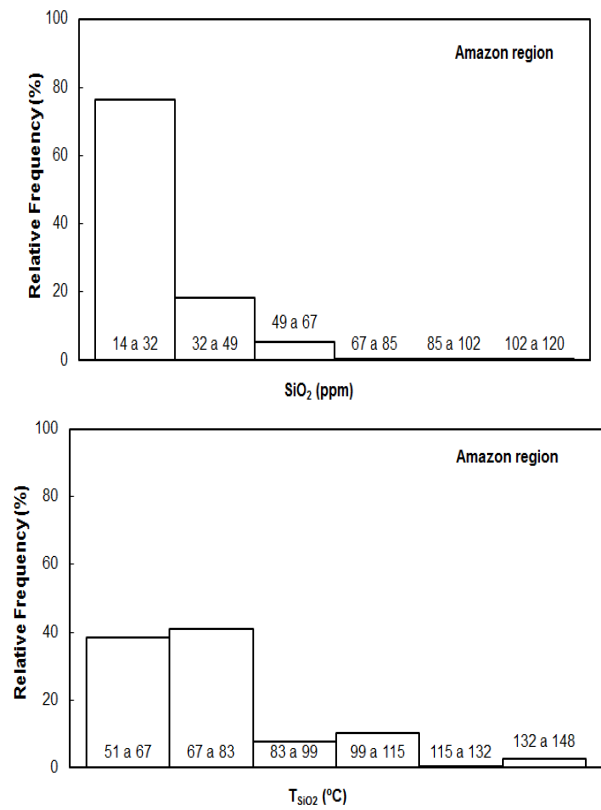 100
Amazon region
80
60
40
20
0
Relative Frequency (%)
49 a 67
14 a 32 32 a 49 67 a 85 85 a 102 102 a 120
SiO₂ (ppm)
100
Amazon region
80
60
40
20
0
Relative Frequency (%)
132 a 148
51 a 67 67 a 83 83 a 99 99 a 115 115 a 132
T_SiO2 (ºC)